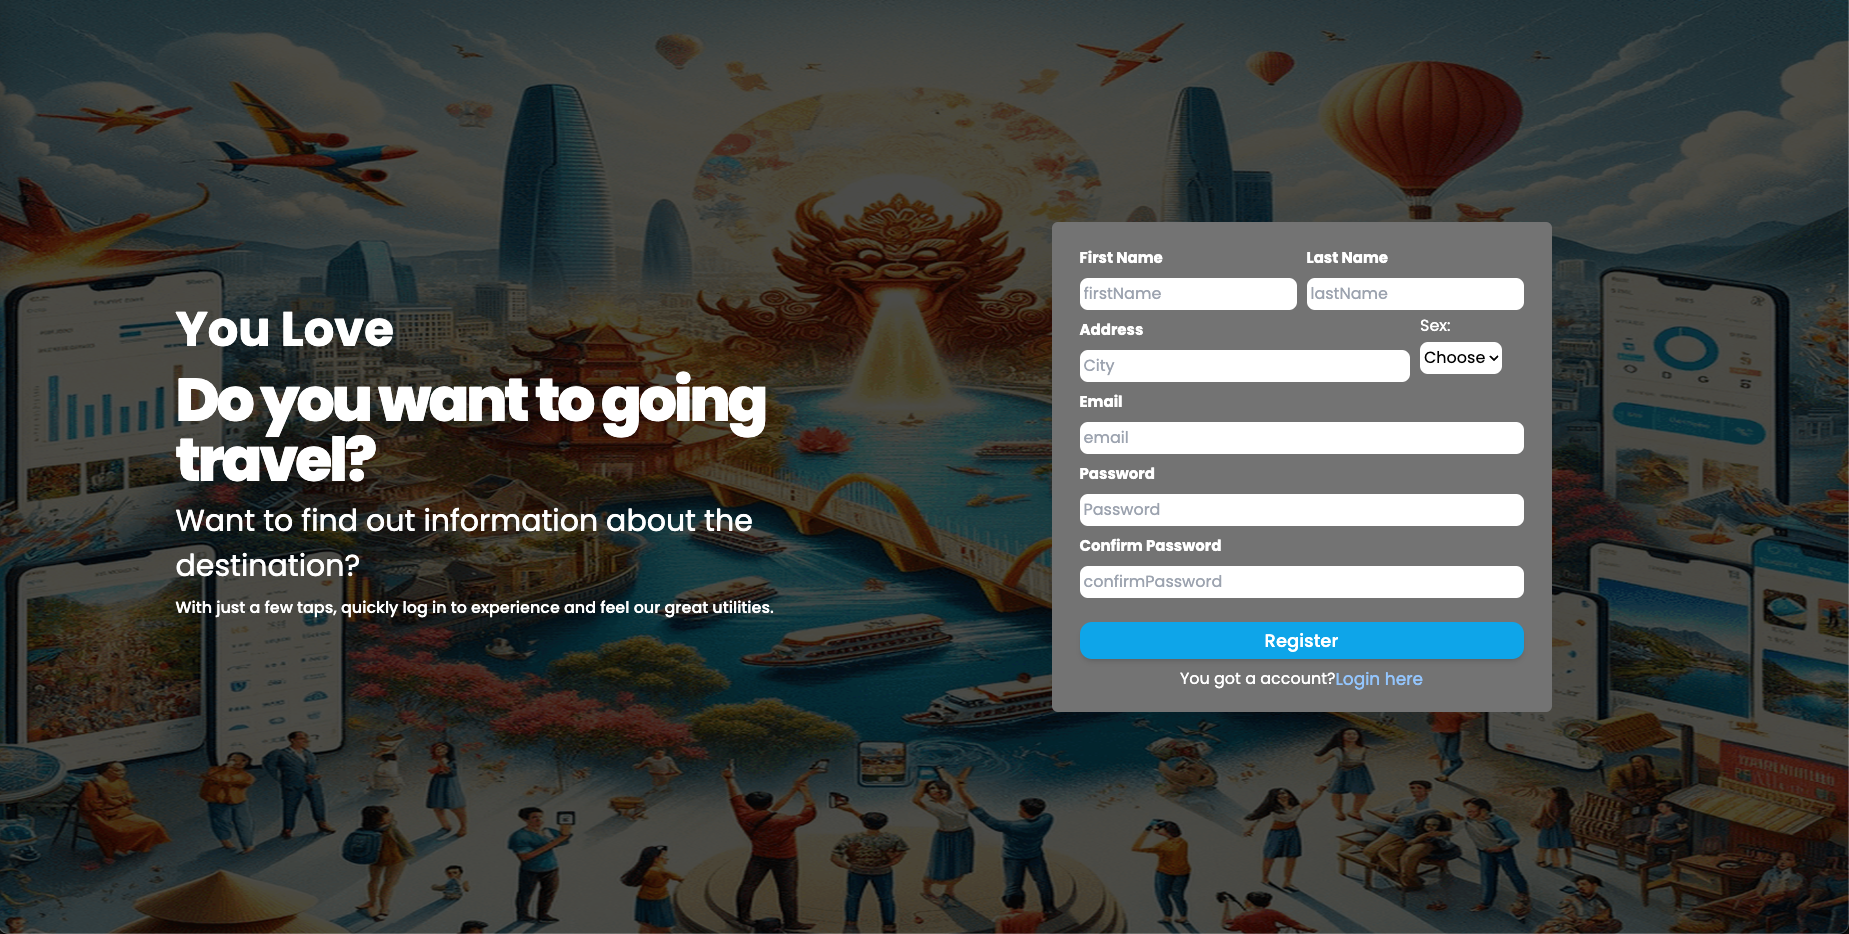 You Love
Do you want to going
travel?
Want to find out information about the
destination?
With just a few taps, quickly log in to experience and feel our great utilities.
First Name Last Name
firstName lastName
Address Sex:
City Choose
Email
email
Password
Password
Confirm Password
confirmPassword
Register
You got a account?Login here